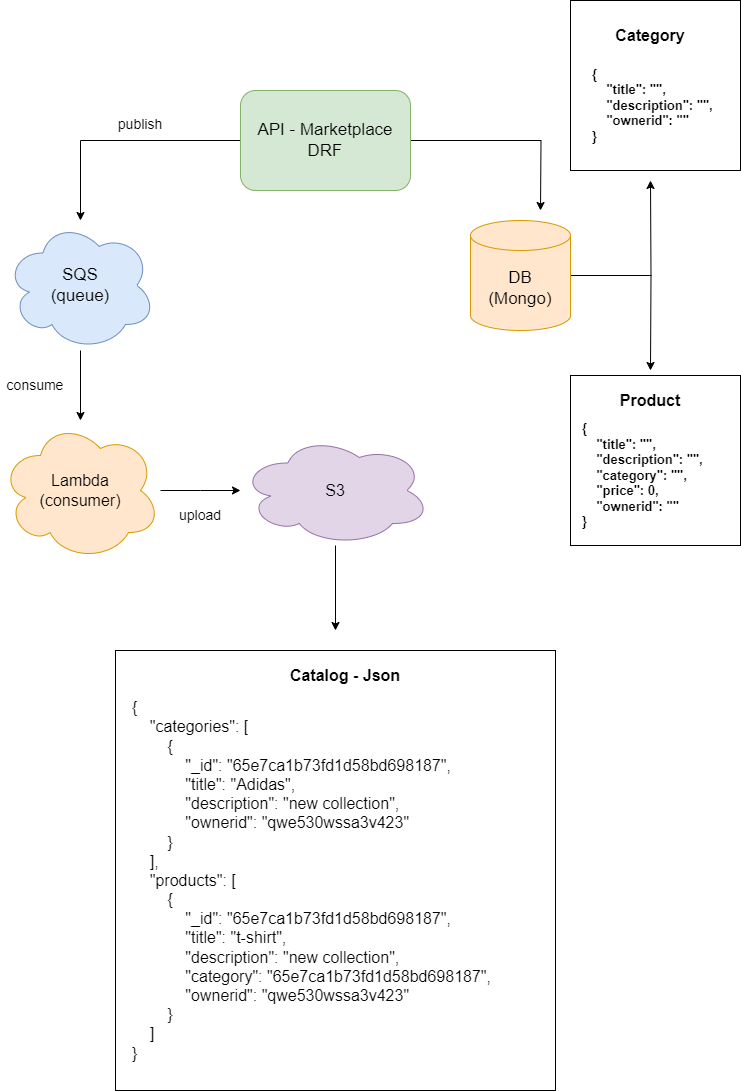 Category
{
"title": "",
"description": "",
"ownerid": ""
}
publish
API - Marketplace
DRF
SQS
(queue)
DB
(Mongo)
consume
Product
{
"title": "",
"description": "",
"category": "",
"price": 0,
"ownerid": ""
}
Lambda
(consumer)
upload
S3
Catalog - Json
{
"categories": [
{
"_id": "65e7ca1b73fd1d58bd698187",
"title": "Adidas",
"description": "new collection",
"ownerid": "qwe530wssa3v423"
}
],
"products": [
{
"_id": "65e7ca1b73fd1d58bd698187",
"title": "t-shirt",
"description": "new collection",
"category": "65e7ca1b73fd1d58bd698187",
"ownerid": "qwe530wssa3v423"
}
]
}